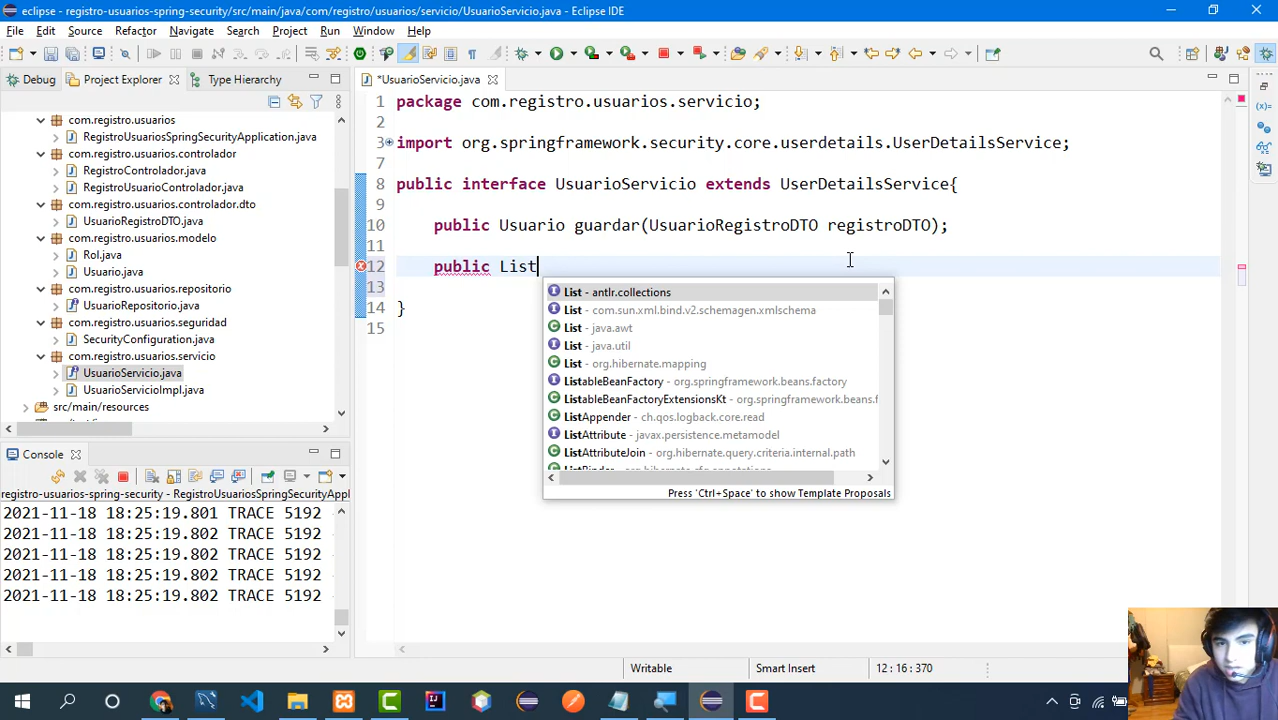 eclipse - registro-usuarios-spring-security/src/main/java/com/registro/usuarios/servicio/UsuarioServicio.java - Eclipse IDE
File Edit Source Refactor Navigate Search Project Run Window Help
Debug Project Explorer Type Hierarchy
*UsuarioServicio.java
com.registro.usuarios
RegistroUsuariosSpringSecurityApplication.java
com.registro.usuarios.controlador
RegistroControlador.java
RegistroUsuarioControlador.java
com.registro.usuarios.controlador.dto
UsuarioRegistroDTO.java
com.registro.usuarios.modelo
Rol.java
Usuario.java
com.registro.usuarios.repositorio
UsuarioRepositorio.java
com.registro.usuarios.seguridad
SecurityConfiguration.java
com.registro.usuarios.servicio
UsuarioServicio.java
UsuarioServicioImpl.java
src/main/resources
1 package com.registro.usuarios.servicio;
2
3 import org.springframework.security.core.userdetails.UserDetailsService;
7
8 public interface UsuarioServicio extends UserDetailsService{
9
10 public Usuario guardar(UsuarioRegistroDTO registroDTO);
11
12 public List
13
14 }
15
List - antlr.collections
List - com.sun.xml.bind.v2.schemagen.xmlschema
List - java.awt
List - java.util
List - org.hibernate.mapping
ListableBeanFactory - org.springframework.beans.factory
ListableBeanFactoryExtensionsKt - org.springframework.beans.f
ListAppender - ch.qos.logback.core.read
ListAttribute - javax.persistence.metamodel
ListAttributeJoin - org.hibernate.query.criteria.internal.path
Press 'Ctrl+Space' to show Template Proposals
Console
registro-usuarios-spring-security - RegistroUsuariosSpringSecurityAppl
2021-11-18 18:25:19.801 TRACE 5192
2021-11-18 18:25:19.802 TRACE 5192
2021-11-18 18:25:19.802 TRACE 5192
2021-11-18 18:25:19.802 TRACE 5192
2021-11-18 18:25:19.802 TRACE 5192
Writable Smart Insert 12 : 16 : 370